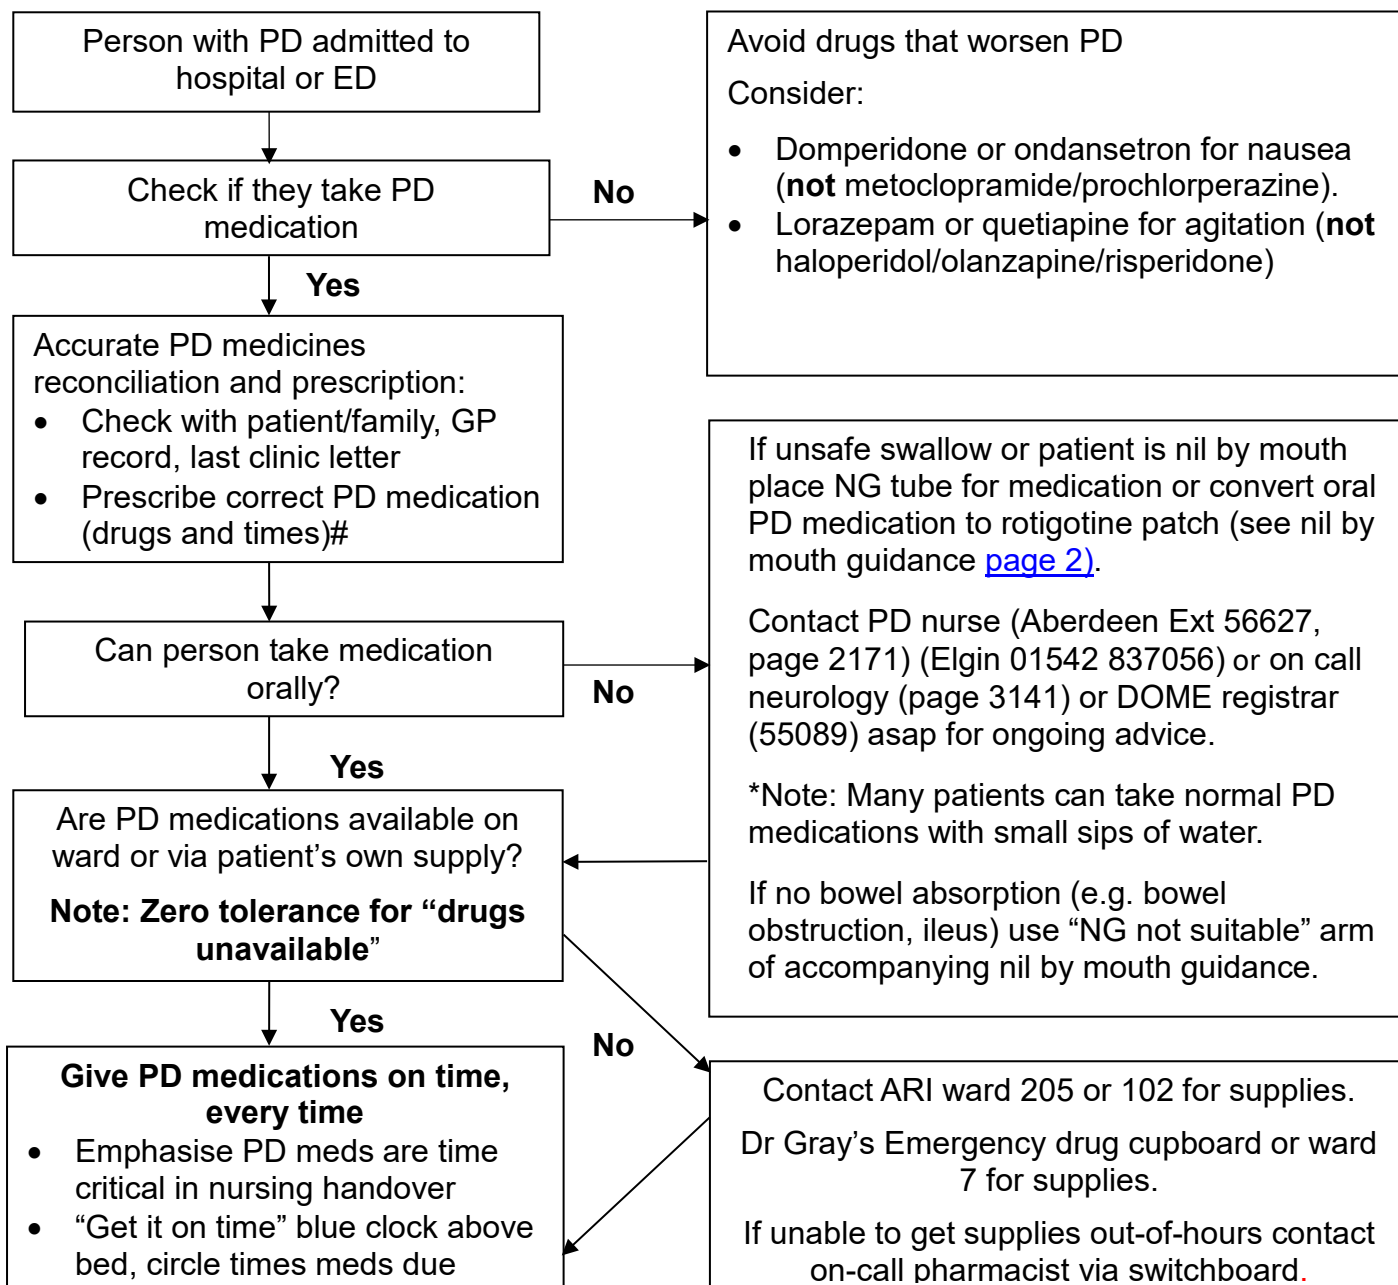 Person with PD admitted to
hospital or ED
Avoid drugs that worsen PD
Consider:
• Domperidone or ondansetron for nausea
(not metoclopramide/prochlorperazine).
• Lorazepam or quetiapine for agitation (not
haloperidol/olanzapine/risperidone)
Check if they take PD
medication
No
Yes
Accurate PD medicines
reconciliation and prescription:
• Check with patient/family, GP
record, last clinic letter
• Prescribe correct PD medication
(drugs and times)#
If unsafe swallow or patient is nil by mouth
place NG tube for medication or convert oral
PD medication to rotigotine patch (see nil by
mouth guidance page 2).
Contact PD nurse (Aberdeen Ext 56627,
page 2171) (Elgin 01542 837056) or on call
neurology (page 3141) or DOME registrar
(55089) asap for ongoing advice.
*Note: Many patients can take normal PD
medications with small sips of water.
If no bowel absorption (e.g. bowel
obstruction, ileus) use “NG not suitable” arm
of accompanying nil by mouth guidance.
Can person take medication
orally?
No
Yes
Are PD medications available on
ward or via patient’s own supply?
Note: Zero tolerance for “drugs
unavailable”
Yes
No
Give PD medications on time,
every time
• Emphasise PD meds are time
critical in nursing handover
• “Get it on time” blue clock above
bed, circle times meds due
Contact ARI ward 205 or 102 for supplies.
Dr Gray’s Emergency drug cupboard or ward
7 for supplies.
If unable to get supplies out-of-hours contact
on-call pharmacist via switchboard.